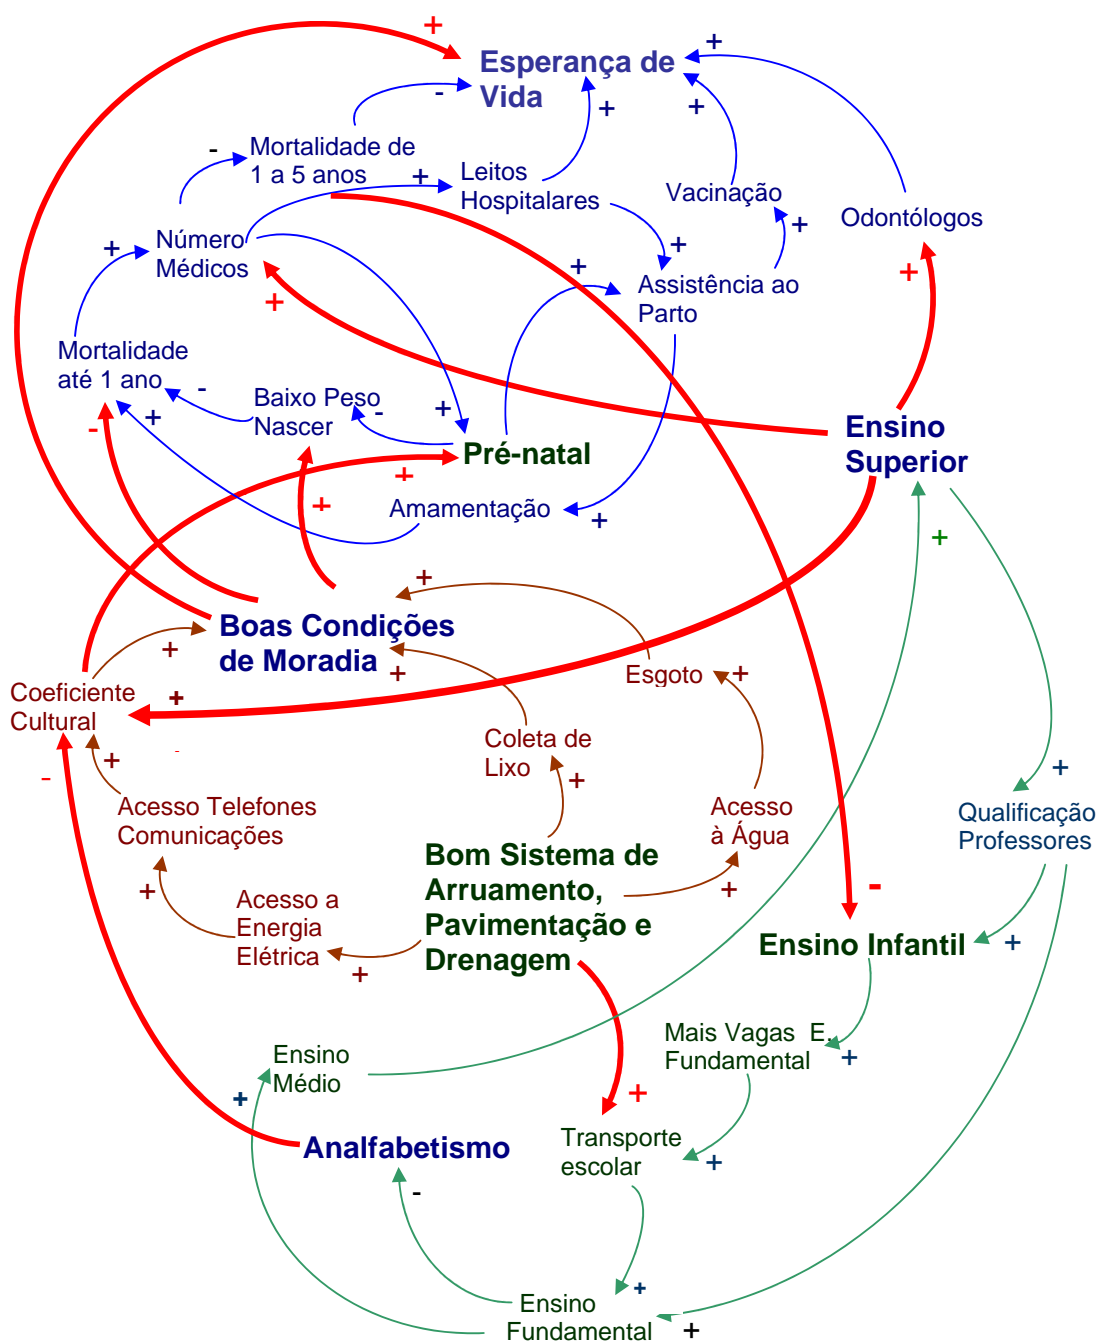 +
+
Esperança de
Vida
-
+
+
-
Mortalidade de
1 a 5 anos
+
Leitos
Hospitalares
Vacinação
Odontólogos
+
Número
Médicos
+
+
+
+
+
Assistência ao
Parto
+
Mortalidade
até 1 ano
-
Baixo Peso
Nascer
-
+
+
-
Pré-natal
Ensino
Superior
+
+
Amamentação
+
+
+
Boas Condições
de Moradia
+
+
Esgoto
+
Coeficiente
Cultural
+
-
+
-
Coleta de
Lixo
+
Acesso Telefones
Comunicações
Acesso
à Água
+
Qualificação
Professores
Bom Sistema de
Arruamento,
Pavimentação e
Drenagem
+
+
-
Acesso a
Energia
Elétrica
+
Ensino Infantil
+
Mais Vagas E.
Fundamental
+
Ensino
Médio
+
+
Transporte
escolar
+
Analfabetismo
-
+
Ensino
Fundamental
+